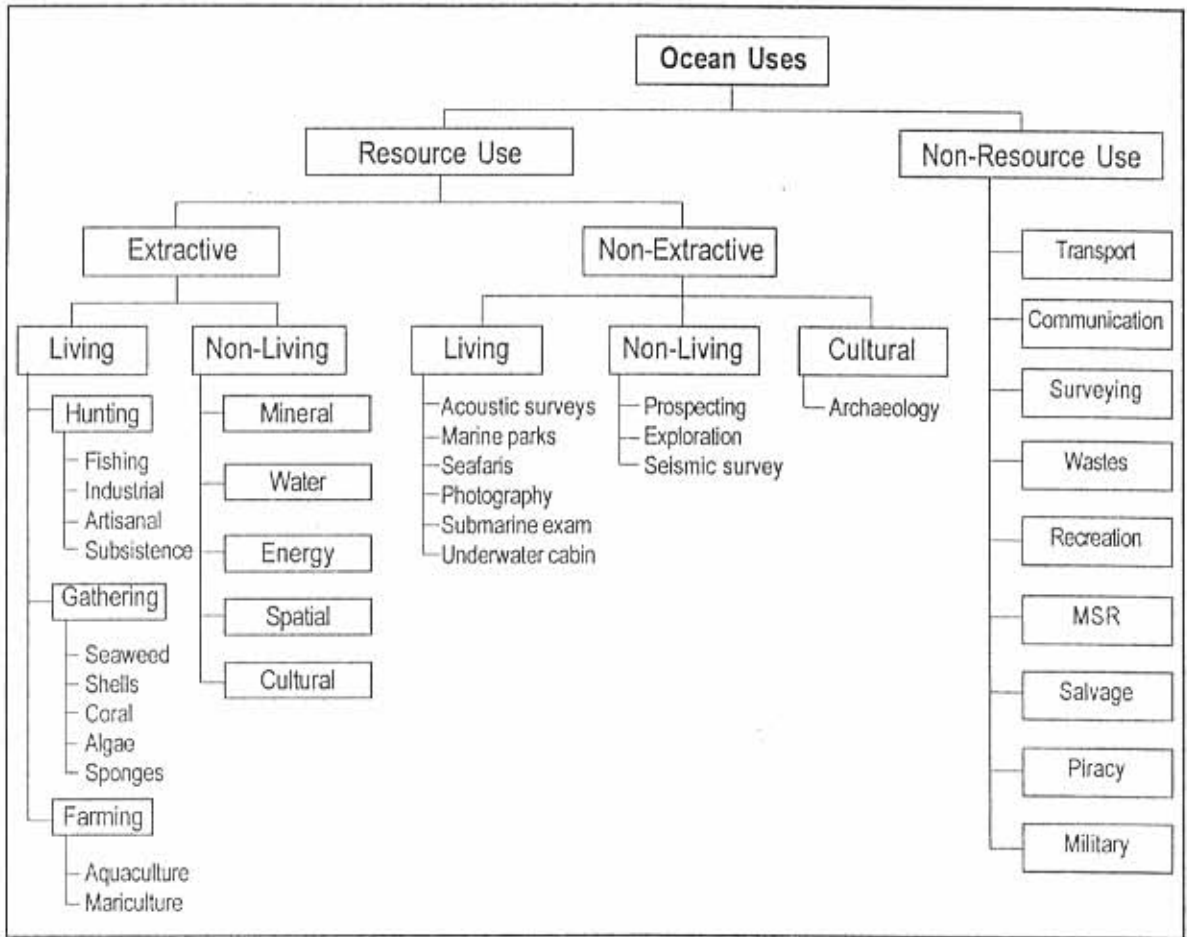 Ocean Uses
Resource Use
Non-Resource Use
Extractive
Non-Extractive
Living
Non-Living
Hunting
Fishing
Industrial
Artisanal
Subsistence
Gathering
Seaweed
Shells
Coral
Algae
Sponges
Farming
Aquaculture
Mariculture
Mineral
Water
Energy
Spatial
Cultural
Living
Non-Living
Cultural
Acoustic surveys
Marine parks
Seafaris
Photography
Submarine exam
Underwater cabin
Prospecting
Exploration
Seismic survey
Archaeology
Transport
Communication
Surveying
Wastes
Recreation
MSR
Salvage
Piracy
Military